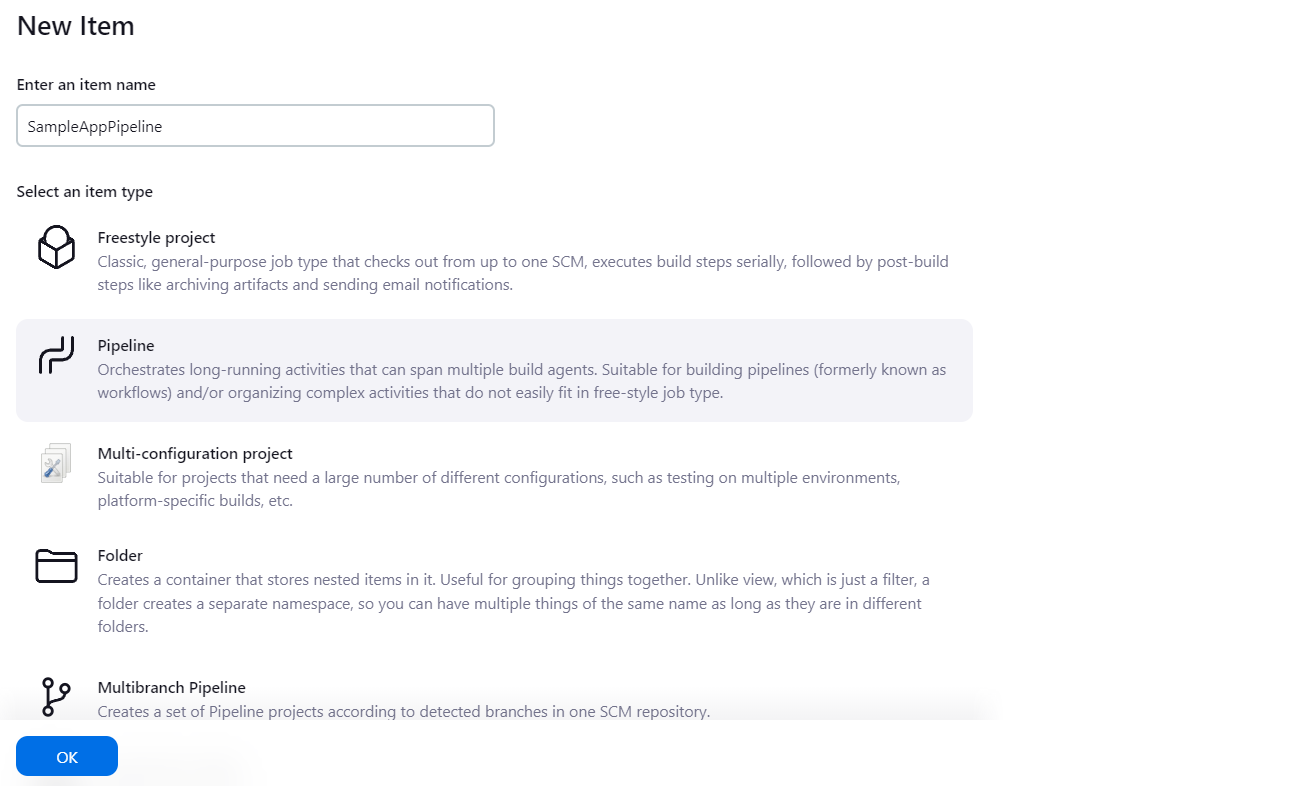 New Item
Enter an item name
SampleAppPipeline
Select an item type
Freestyle project
Classic, general-purpose job type that checks out from up to one SCM, executes build steps serially, followed by post-build
steps like archiving artifacts and sending email notifications.
Pipeline
Orchestrates long-running activities that can span multiple build agents. Suitable for building pipelines (formerly known as
workflows) and/or organizing complex activities that do not easily fit in free-style job type.
Multi-configuration project
Suitable for projects that need a large number of different configurations, such as testing on multiple environments,
platform-specific builds, etc.
Folder
Creates a container that stores nested items in it. Useful for grouping things together. Unlike view, which is just a filter, a
folder creates a separate namespace, so you can have multiple things of the same name as long as they are in different
folders.
Multibranch Pipeline
Creates a set of Pipeline projects according to detected branches in one SCM repository.
OK